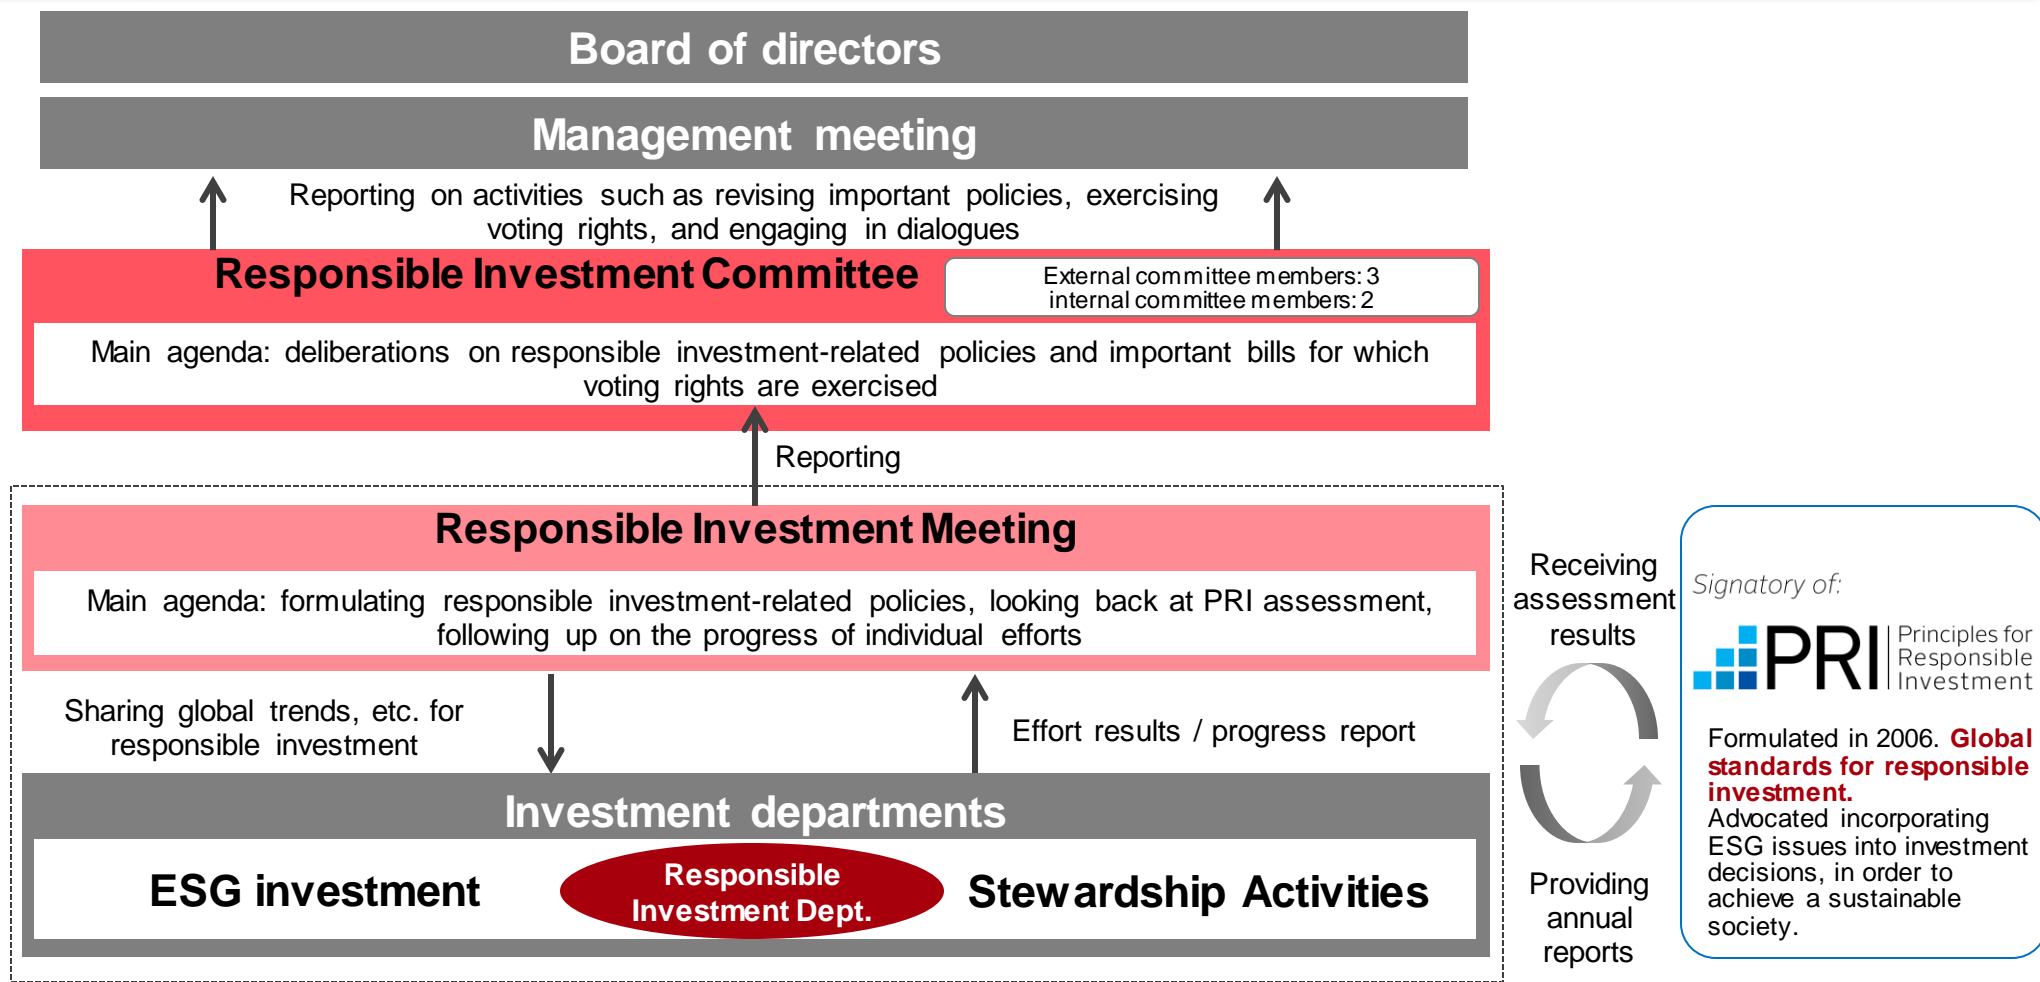 Board of directors
Management meeting
Reporting on activities such as revising important policies, exercising
voting rights, and engaging in dialogues
Responsible Investment Committee
External committee members: 3
internal committee members: 2
Main agenda: deliberations on responsible investment-related policies and important bills for which
voting rights are exercised
Reporting
Responsible Investment Meeting
Main agenda: formulating responsible investment-related policies, looking back at PRI assessment,
following up on the progress of individual efforts
Sharing global trends, etc. for
responsible investment
Effort results / progress report
Investment departments
ESG investment
Responsible
Investment Dept.
Stewardship Activities
Receiving
assessment
results
Providing
annual
reports
Signatory of:
PRI
Principles for
Responsible
Investment
Formulated in 2006. Global
standards for responsible
investment.
Advocated incorporating
ESG issues into investment
decisions, in order to
achieve a sustainable
society.